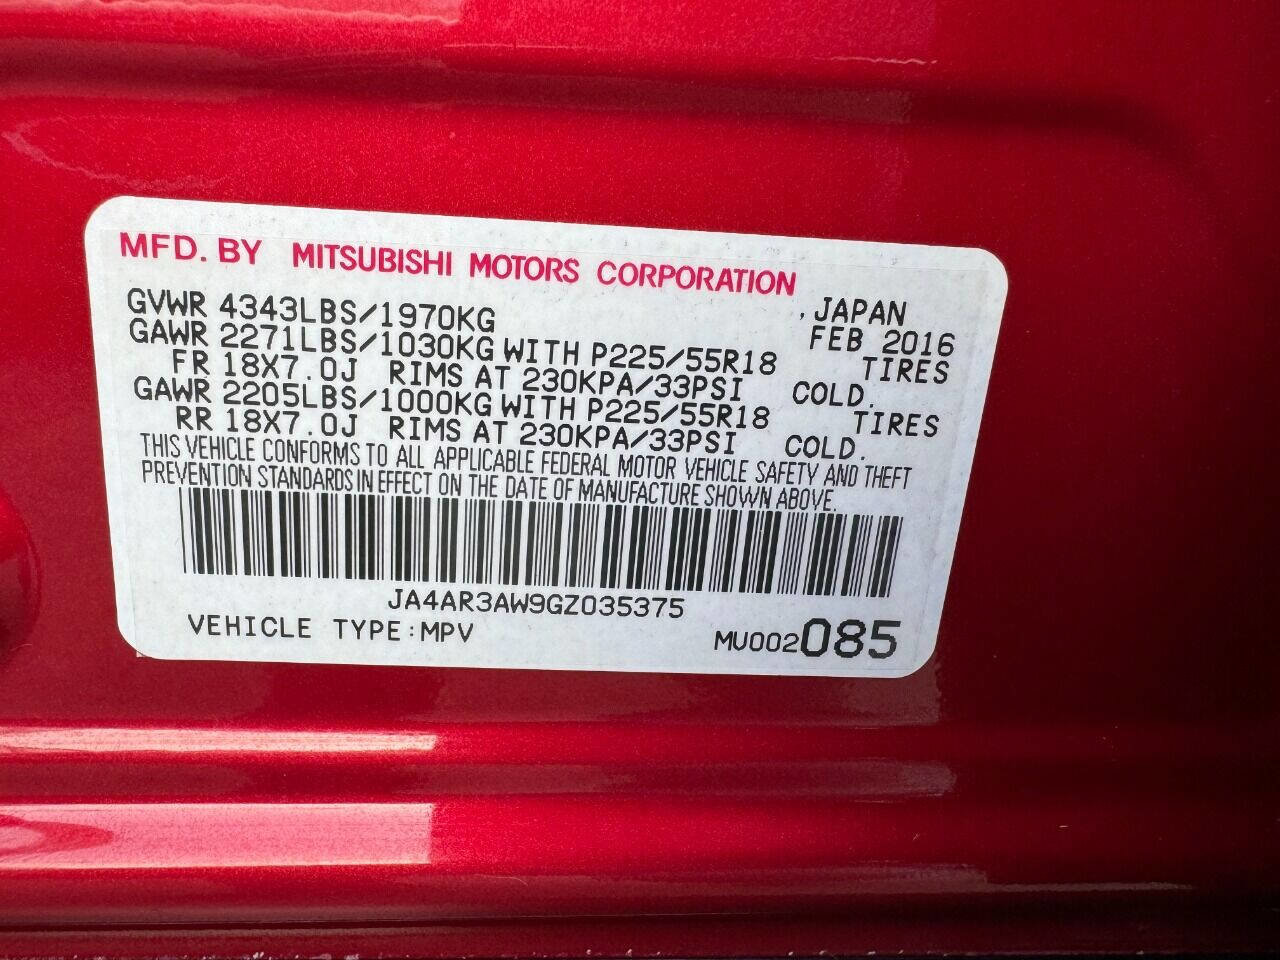 MFD. BY MITSUBISHI MOTORS CORPORATION
GVWR 4343LBS/1970KG , JAPAN
GAWR 2271LBS/1030KG WITH P225/55R18 FEB 2016
FR 18X7.0J RIMS AT 230KPA/33PSI TIRES
GAWR 2205LBS/1000KG WITH P225/55R18 COLD.
RR 18X7.0J RIMS AT 230KPA/33PSI TIRES
COLD.
THIS VEHICLE CONFORMS TO ALL APPLICABLE FEDERAL MOTOR VEHICLE SAFETY AND THEFT
PREVENTION STANDARDS IN EFFECT ON THE DATE OF MANUFACTURE SHOWN ABOVE.
JA4AR3AW9GZ035375
VEHICLE TYPE:MPV MU002085